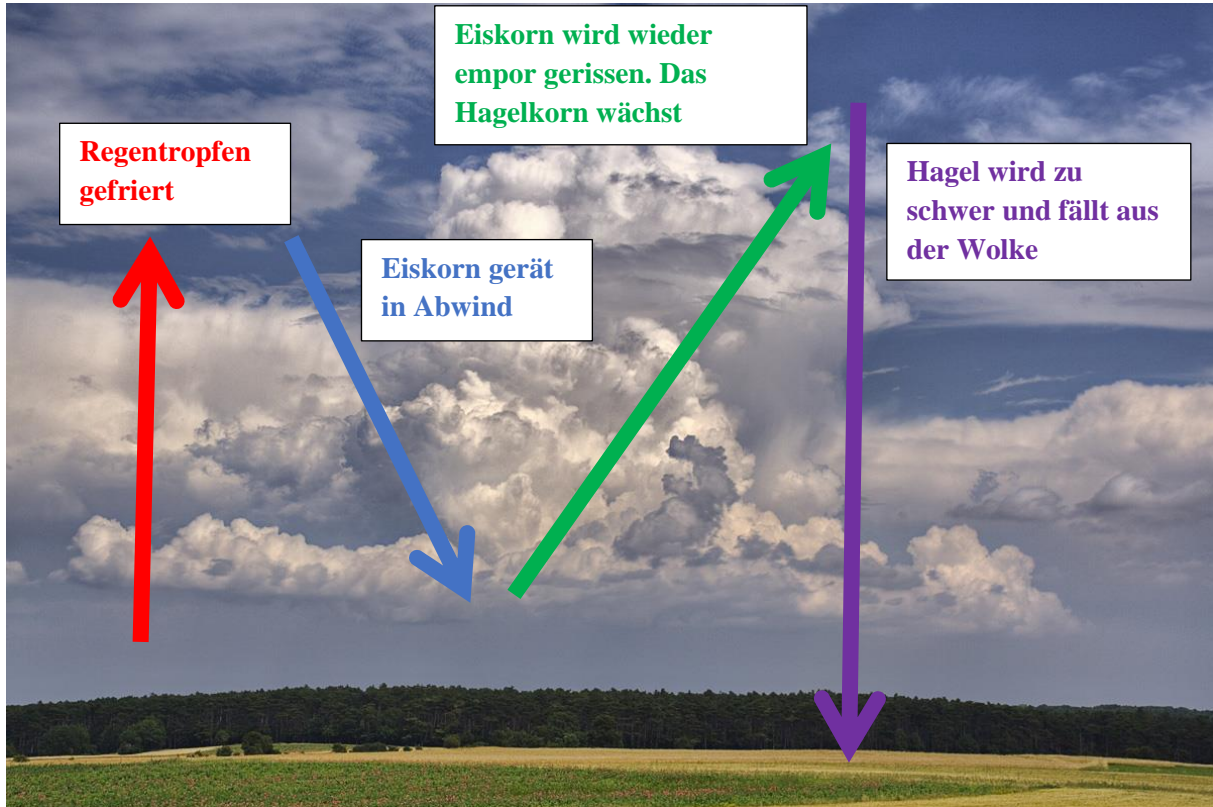 Regentropfen
gefriert
Eiskorn gerät
in Abwind
Eiskorn wird wieder
empor gerissen. Das
Hagelkorn wächst
Hagel wird zu
schwer und fällt aus
der Wolke